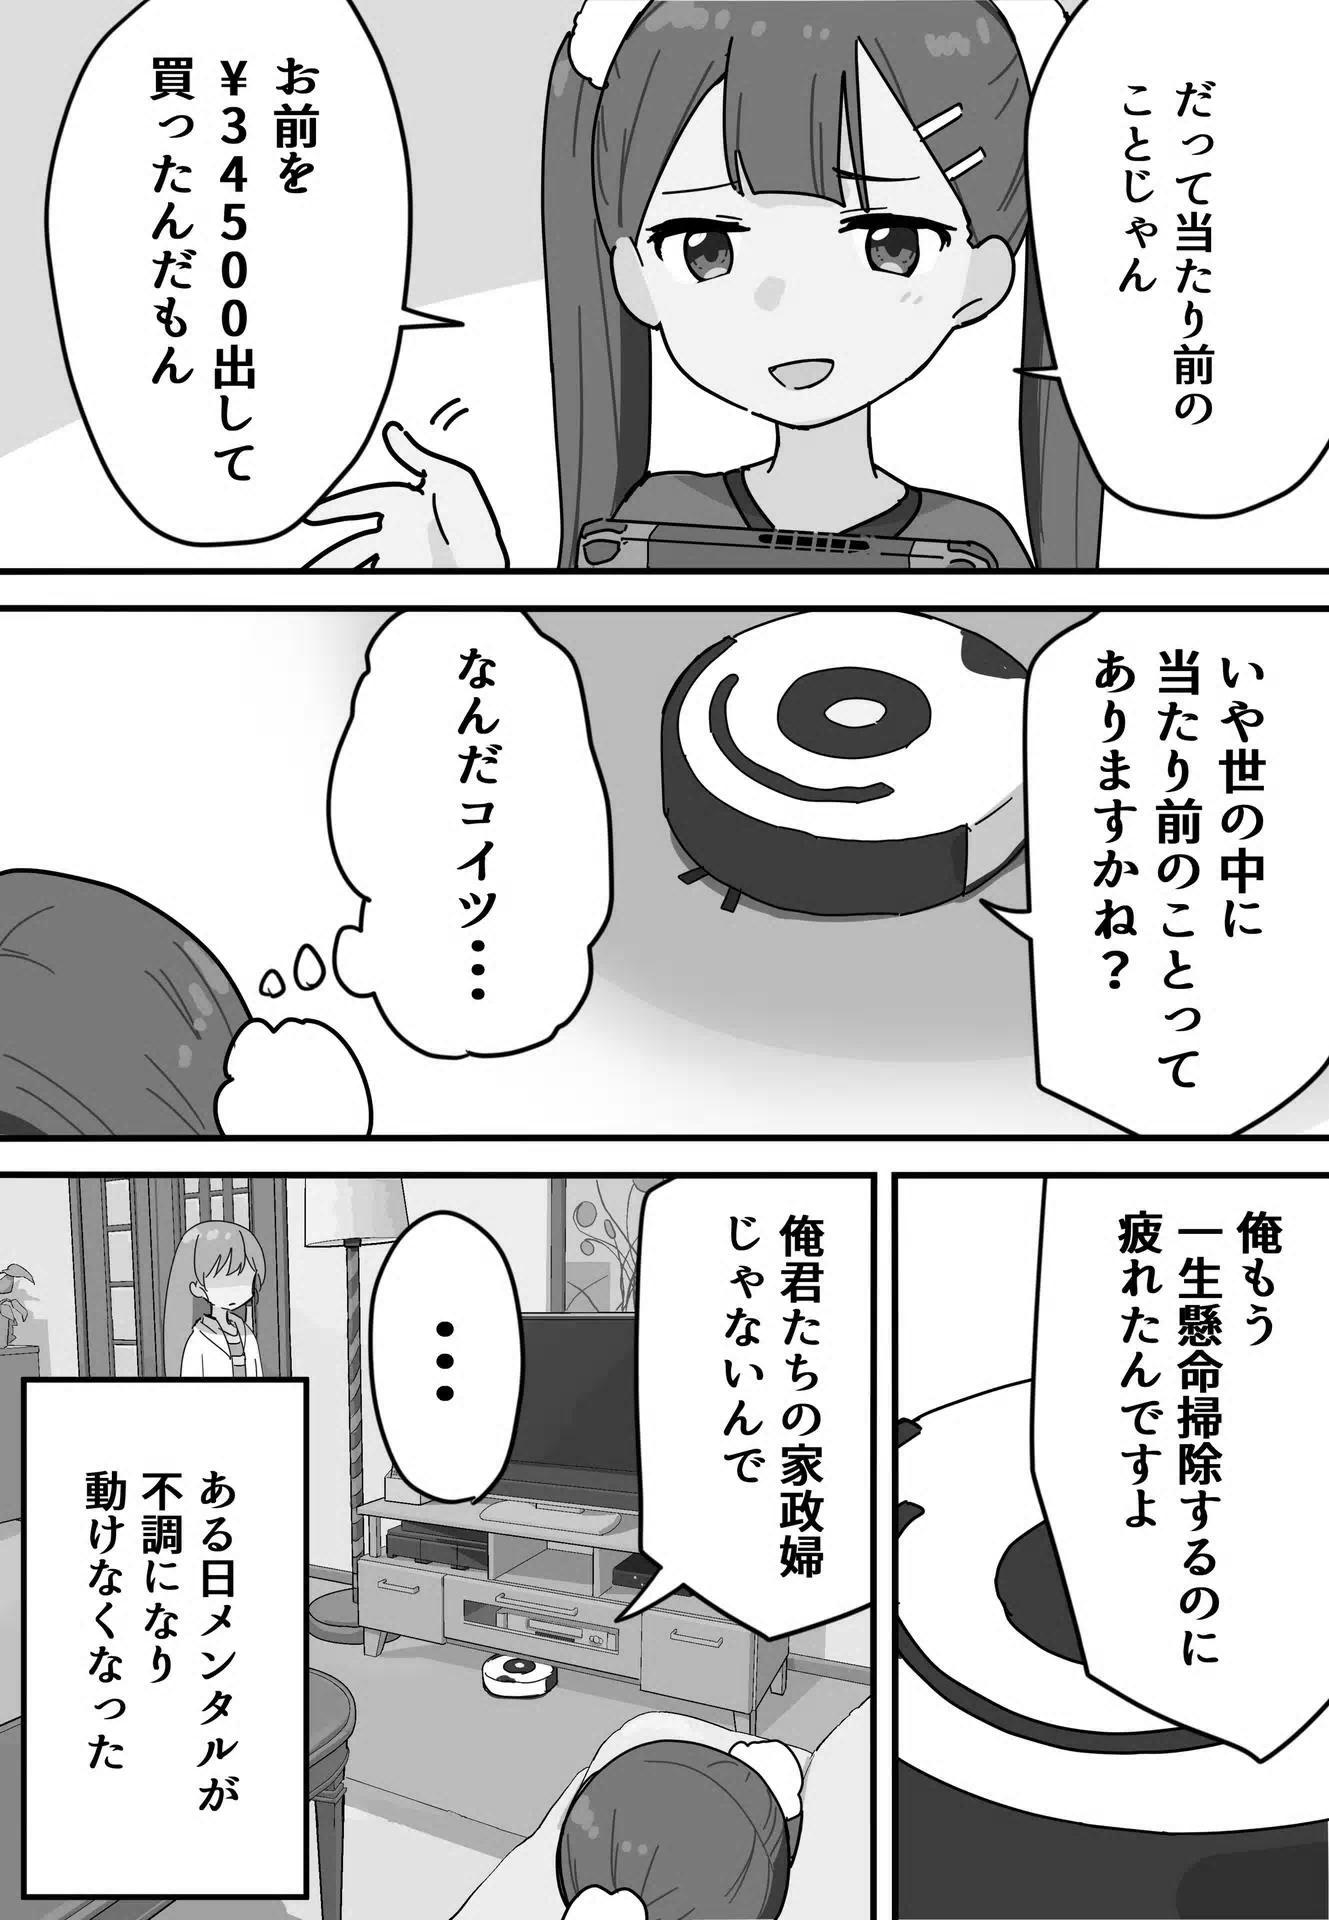 だって当たり前の
ことじゃん
お前を
¥34500出して
買ったんだもん
いや世の中に
当たり前のことって
ありますかね？
なんだコイツ…
俺もう
一生懸命掃除するのに
疲れたんですよ
俺君たちの家政婦
じゃないんで
…
ある日メンタルが
不調になり
動けなくなった